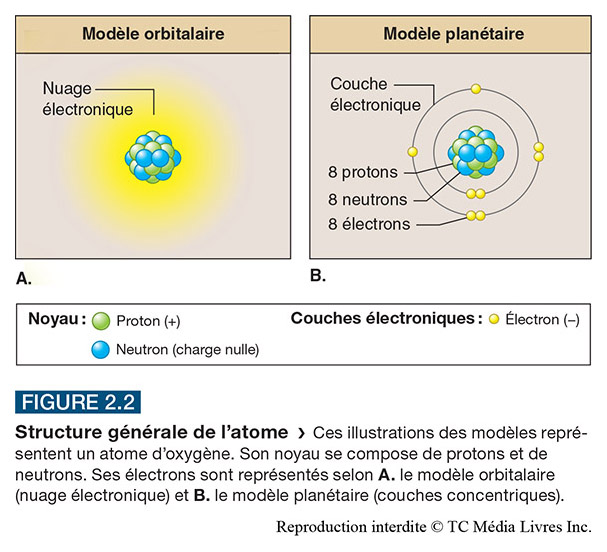 Modèle orbitalaire
Nuage
électronique
A.
Modèle planétaire
Couche
électronique
8 protons
8 neutrons
8 électrons
B.
Noyau : Proton (+)
Neutron (charge nulle)
Couches électroniques : Électron (–)
FIGURE 2.2
Structure générale de l’atome › Ces illustrations des modèles repré-
sentent un atome d’oxygène. Son noyau se compose de protons et de
neutrons. Ses électrons sont représentés selon A. le modèle orbitalaire
(nuage électronique) et B. le modèle planétaire (couches concentriques).
Reproduction interdite © TC Média Livres Inc.